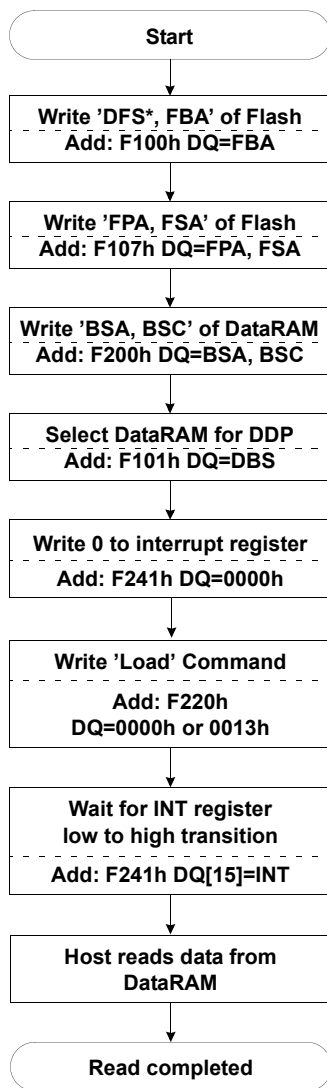 Start
Write ’DFS*, FBA’ of Flash
Add: F100h DQ=FBA
Write ’FPA, FSA’ of Flash
Add: F107h DQ=FPA, FSA
Write ’BSA, BSC’ of DataRAM
Add: F200h DQ=BSA, BSC
Select DataRAM for DDP
Add: F101h DQ=DBS
Write 0 to interrupt register
Add: F241h DQ=0000h
Write ’Load’ Command
Add: F220h
DQ=0000h or 0013h
Wait for INT register
low to high transition
Add: F241h DQ[15]=INT
Host reads data from
DataRAM
Read completed